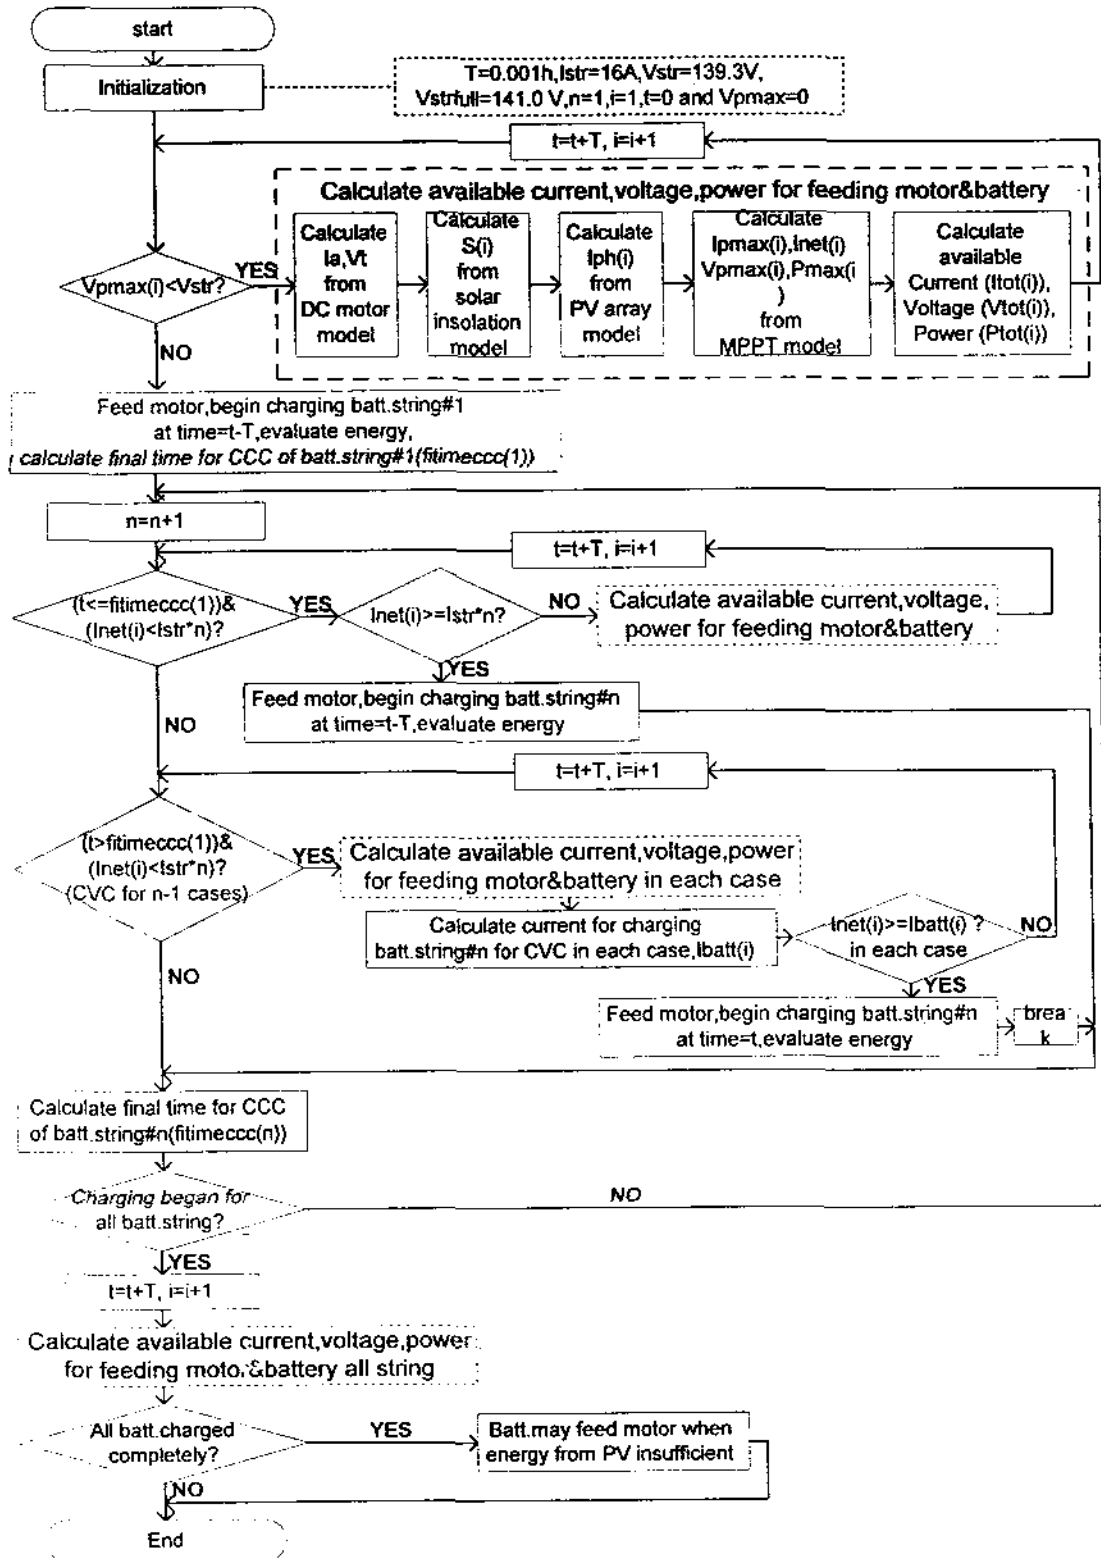 start
Initialization
T=0.001h,Istr=16A,Vstr=139.3V,
Vstrfull=141.0 V,n=1,i=1,t=0 and Vpmax=0
t=t+T, i=i+1
Calculate available current,voltage,power for feeding motor&battery
Vpmax(i)<Vstr?
YES
Calculate
Ia,Vt
from
DC motor
model
Calculate
S(i)
from
solar
insolation
model
Calculate
Iph(i)
from
PV array
model
Calculate
Ipmax(i),Inet(i)
Vpmax(i),Pmax(i
)
from
MPPT model
Calculate
available
Current (Itot(i)),
Voltage (Vtot(i)),
Power (Ptot(i))
NO
Feed motor,begin charging batt.string#1
at time=t-T,evaluate energy,
calculate final time for CCC of batt.string#1(fitimeccc(1))
n=n+1
t=t+T, i=i+1
(t<=fitimeccc(1))&
(Inet(i)<Istr*n)?
YES
Inet(i)>=Istr*n?
NO
Calculate available current,voltage,
power for feeding motor&battery
YES
Feed motor,begin charging batt.string#n
at time=t-T,evaluate energy
NO
t=t+T, i=i+1
(t>fitimeccc(1))&
(Inet(i)<Istr*n)?
(CVC for n-1 cases)
YES
Calculate available current,voltage,power
for feeding motor&battery in each case
Calculate current for charging
batt.string#n for CVC in each case,Ibatt(i)
Inet(i)>=Ibatt(i) ?
in each case
NO
YES
Feed motor,begin charging batt.string#n
at time=t,evaluate energy
brea
k
NO
Calculate final time for CCC
of batt.string#n(fitimeccc(n))
Charging began for
all batt.string?
NO
YES
t=t+T, i=i+1
Calculate available current,voltage,power
for feeding motor&battery all string
All batt.charged
completely?
YES
Batt.may feed motor when
energy from PV insufficient
NO
End